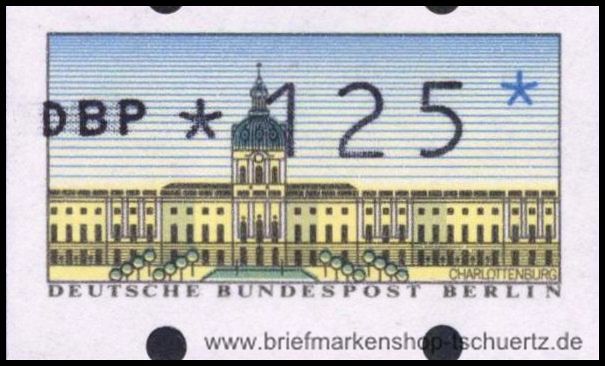 DBP * 125 *
CHARLOTTENBURG
DEUTSCHE BUNDESPOST BERLIN
www.briefmarkenshop-tschuertz.de